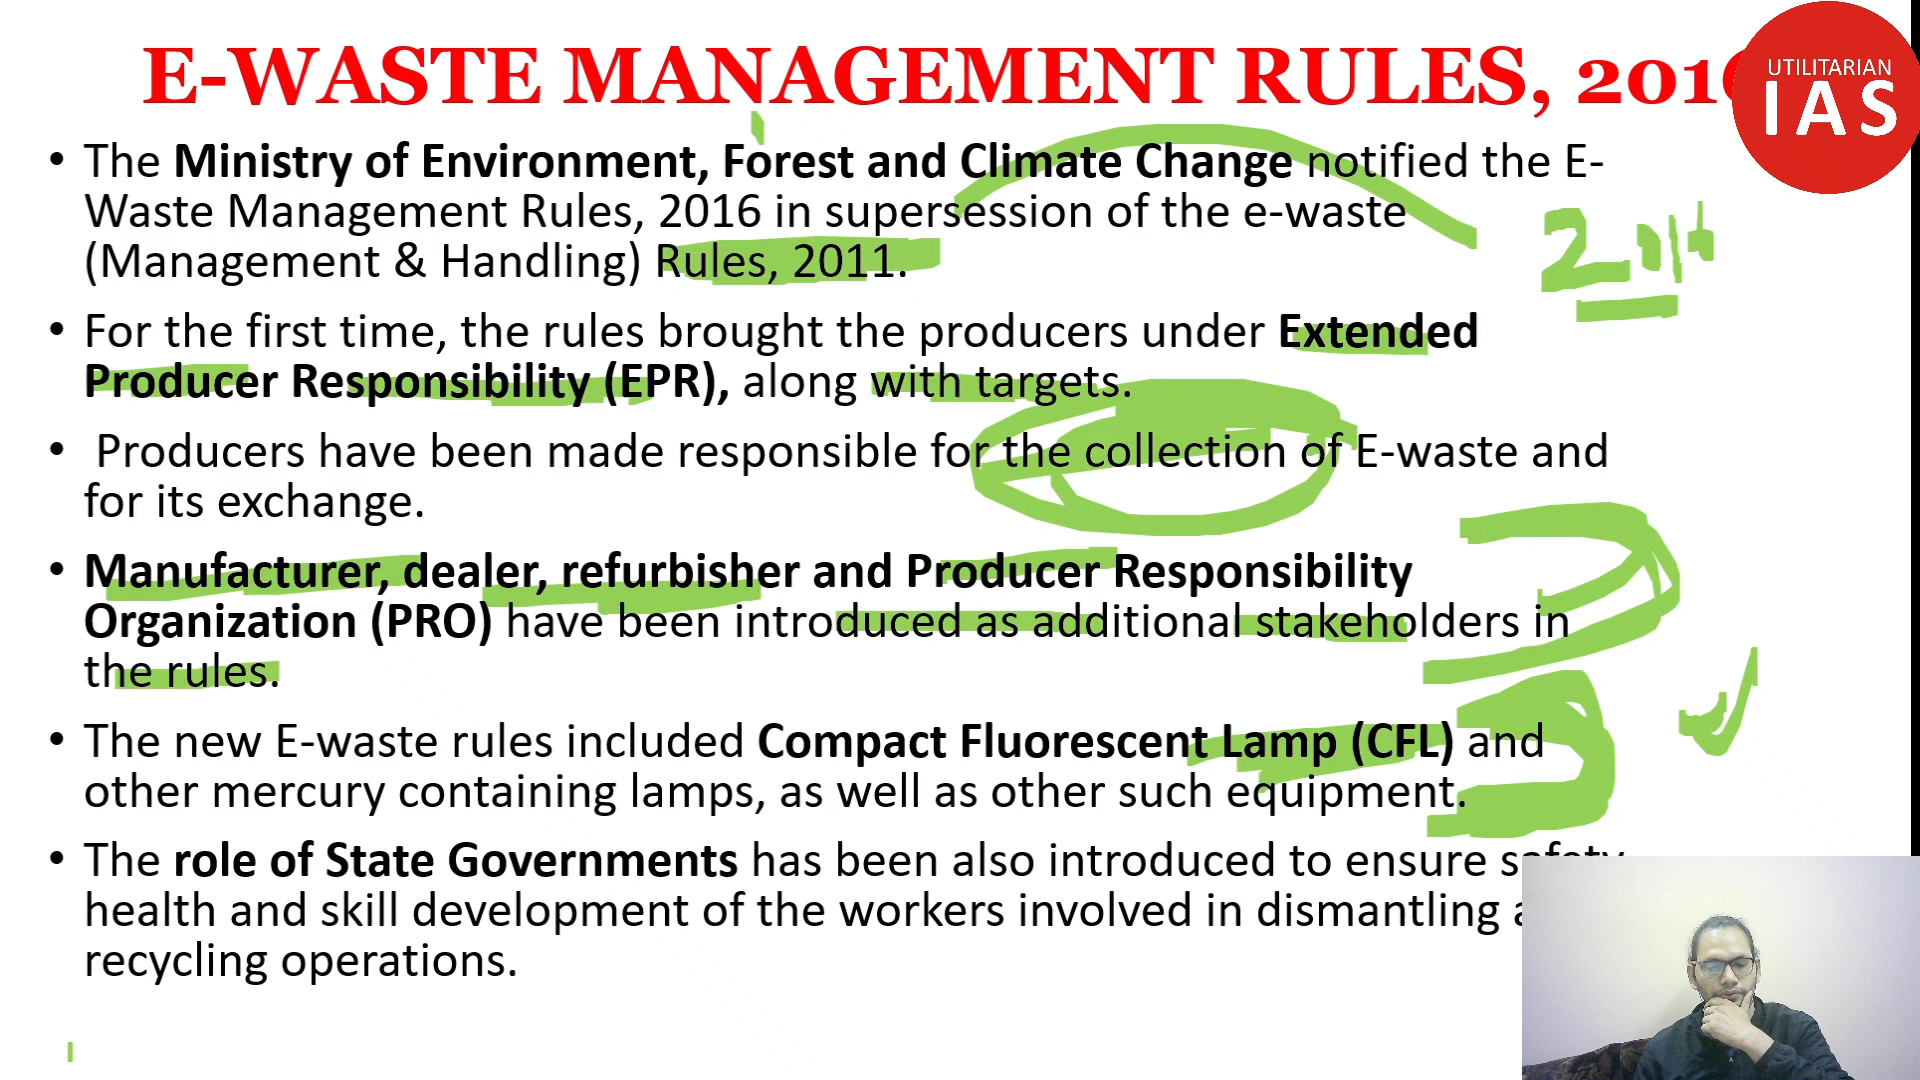 E-WASTE MANAGEMENT RULES, 2016
UTILITARIAN
IAS
• The Ministry of Environment, Forest and Climate Change notified the E-
Waste Management Rules, 2016 in supersession of the e-waste
(Management & Handling) Rules, 2011.
• For the first time, the rules brought the producers under Extended
Producer Responsibility (EPR), along with targets.
• Producers have been made responsible for the collection of E-waste and
for its exchange.
• Manufacturer, dealer, refurbisher and Producer Responsibility
Organization (PRO) have been introduced as additional stakeholders in
the rules.
• The new E-waste rules included Compact Fluorescent Lamp (CFL) and
other mercury containing lamps, as well as other such equipment.
• The role of State Governments has been also introduced to ensure safety
health and skill development of the workers involved in dismantling
recycling operations.